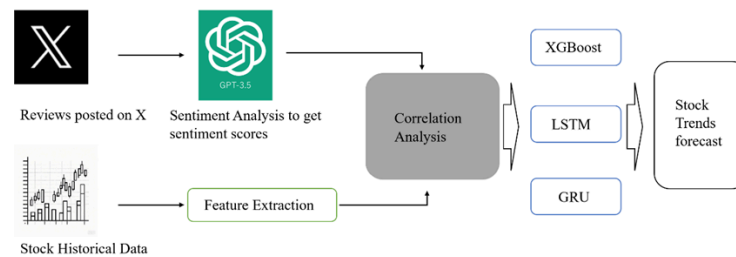 GPT-3.5
Reviews posted on X
Sentiment Analysis to get
sentiment scores
Stock Historical Data
Feature Extraction
Correlation
Analysis
XGBoost
LSTM
GRU
Stock
Trends
forecast